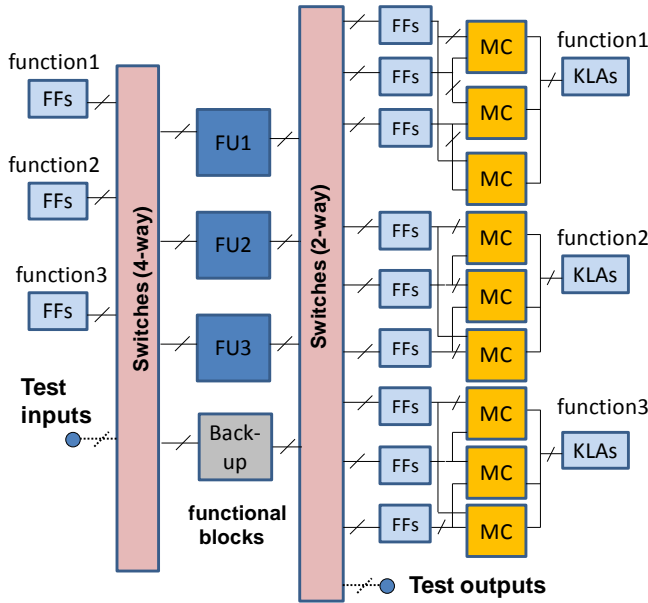 function1
FFs
function2
FFs
function3
FFs
Test
inputs
Switches (4-way)
FU1
FU2
FU3
Back-
up
functional
blocks
Switches (2-way)
FFs
FFs
FFs
MC
MC
MC
function1
KLAs
FFs
FFs
FFs
MC
MC
MC
function2
KLAs
FFs
FFs
FFs
MC
MC
MC
function3
KLAs
Test outputs